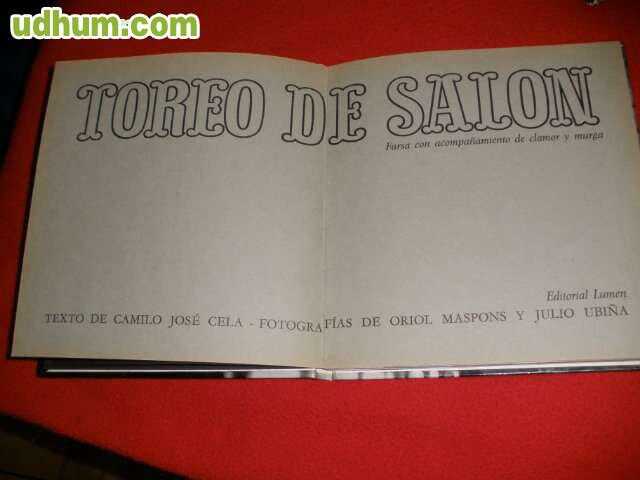 udhum.com
TOREO DE SALON
Farsa con acompañamiento de clamor y murga
Editorial Lumen
TEXTO DE CAMILO JOSÉ CELA - FOTOGRAFÍAS DE ORIOL MASPONS Y JULIO UBIÑA